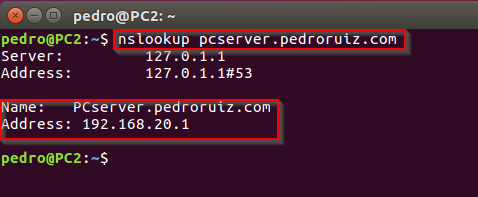 pedro@PC2: ~
pedro@PC2:~$ nslookup pcserver.pedroruiz.com
Server:         127.0.1.1
Address:        127.0.1.1#53
Name:   PCserver.pedroruiz.com
Address: 192.168.20.1
pedro@PC2:~$